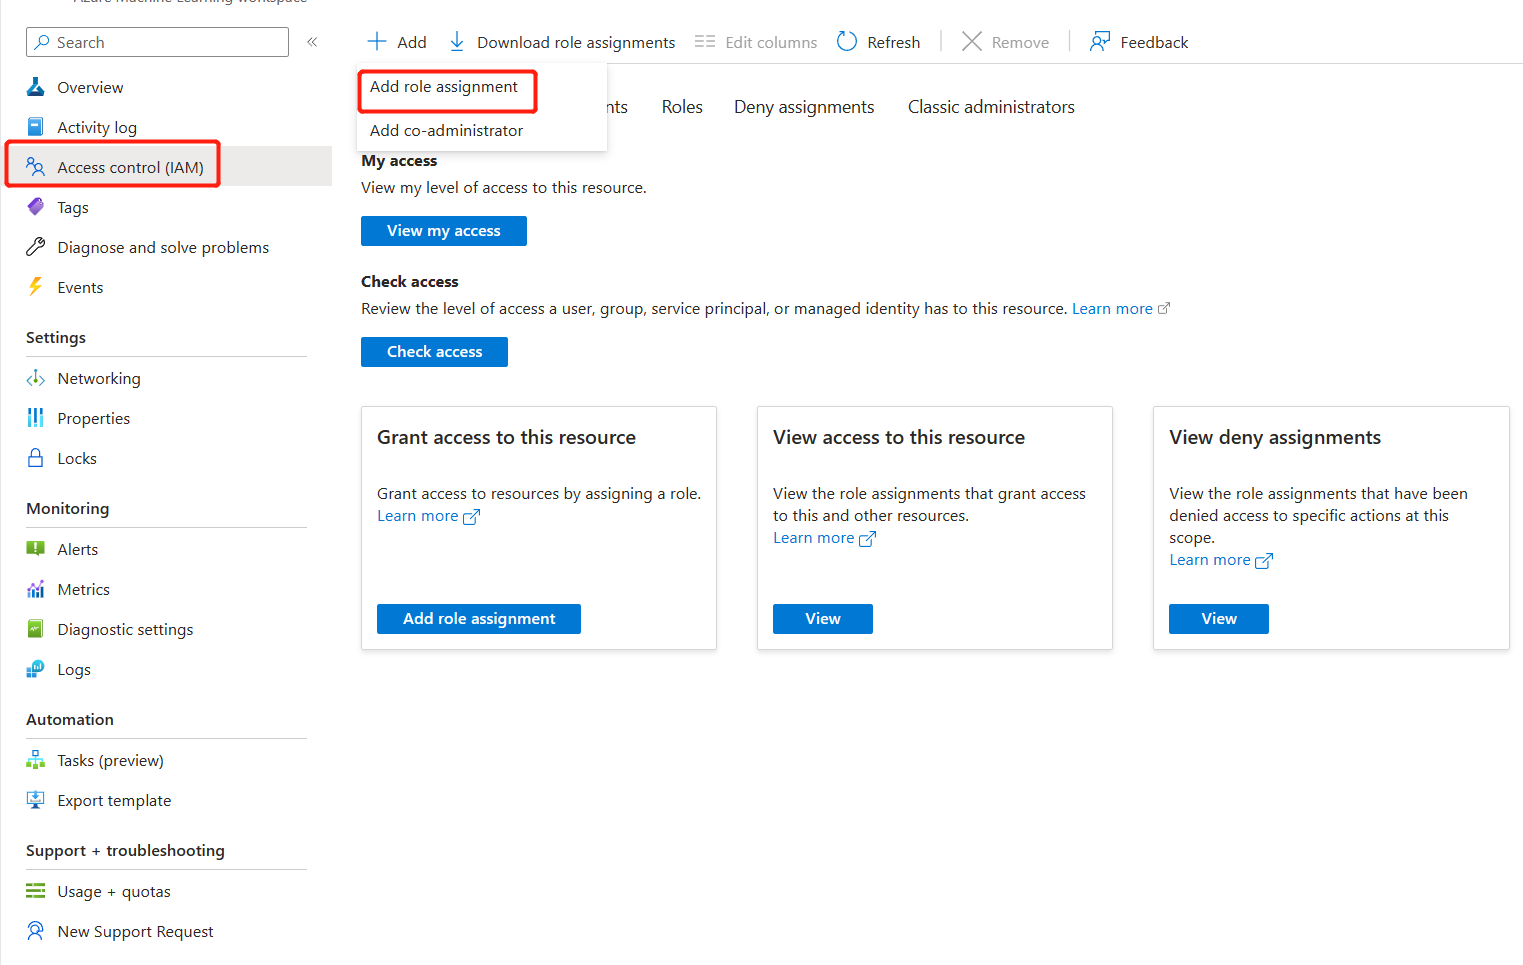 Azure Machine Learning workspace
Search
Overview
Activity log
Access control (IAM)
Tags
Diagnose and solve problems
Events
Settings
Networking
Properties
Locks
Monitoring
Alerts
Metrics
Diagnostic settings
Logs
Automation
Tasks (preview)
Export template
Support + troubleshooting
Usage + quotas
New Support Request
Add
Download role assignments
Edit columns
Refresh
Remove
Feedback
Add role assignment
Add co-administrator
nts
Roles
Deny assignments
Classic administrators
My access
View my level of access to this resource.
View my access
Check access
Review the level of access a user, group, service principal, or managed identity has to this resource. Learn more
Check access
Grant access to this resource
Grant access to resources by assigning a role.
Learn more
Add role assignment
View access to this resource
View the role assignments that grant access
to this and other resources.
Learn more
View
View deny assignments
View the role assignments that have been
denied access to specific actions at this
scope.
Learn more
View